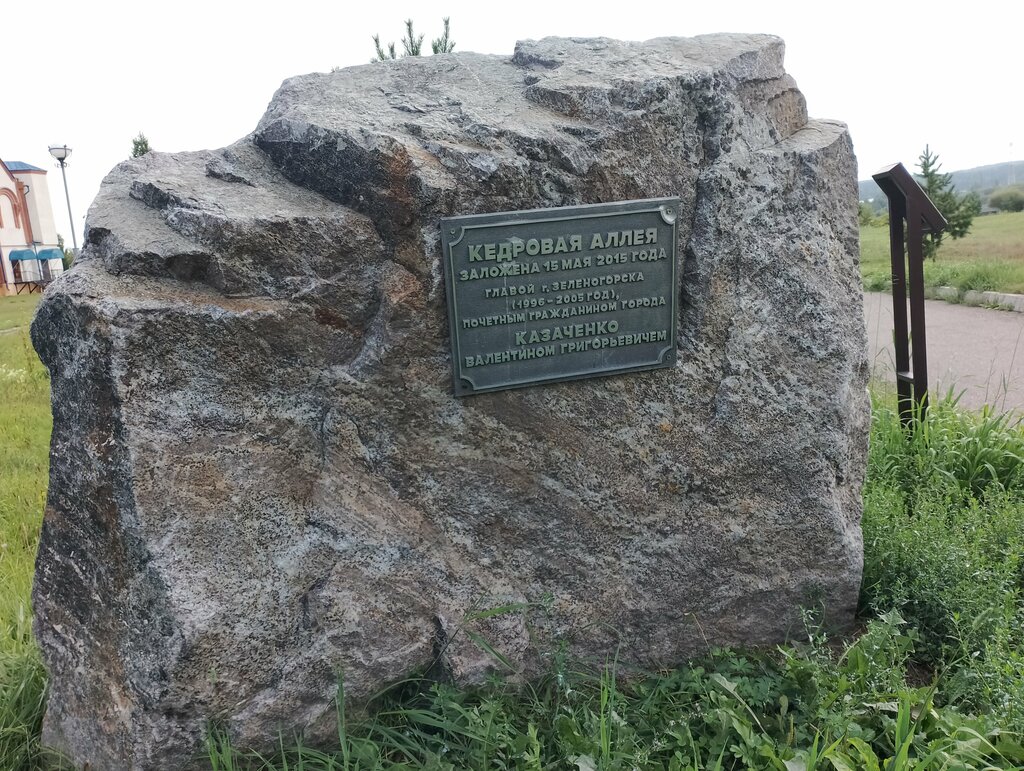 КЕДРОВАЯ АЛЛЕЯ
ЗАЛОЖЕНА 15 МАЯ 2015 ГОДА
ГЛАВОЙ г. ЗЕЛЕНОГОРСКА
(1996-2005 ГОД),
ПОЧЕТНЫМ ГРАЖДАНИНОМ ГОРОДА
КАЗАЧЕНКО
ВАЛЕНТИНОМ ГРИГОРЬЕВИЧЕМ